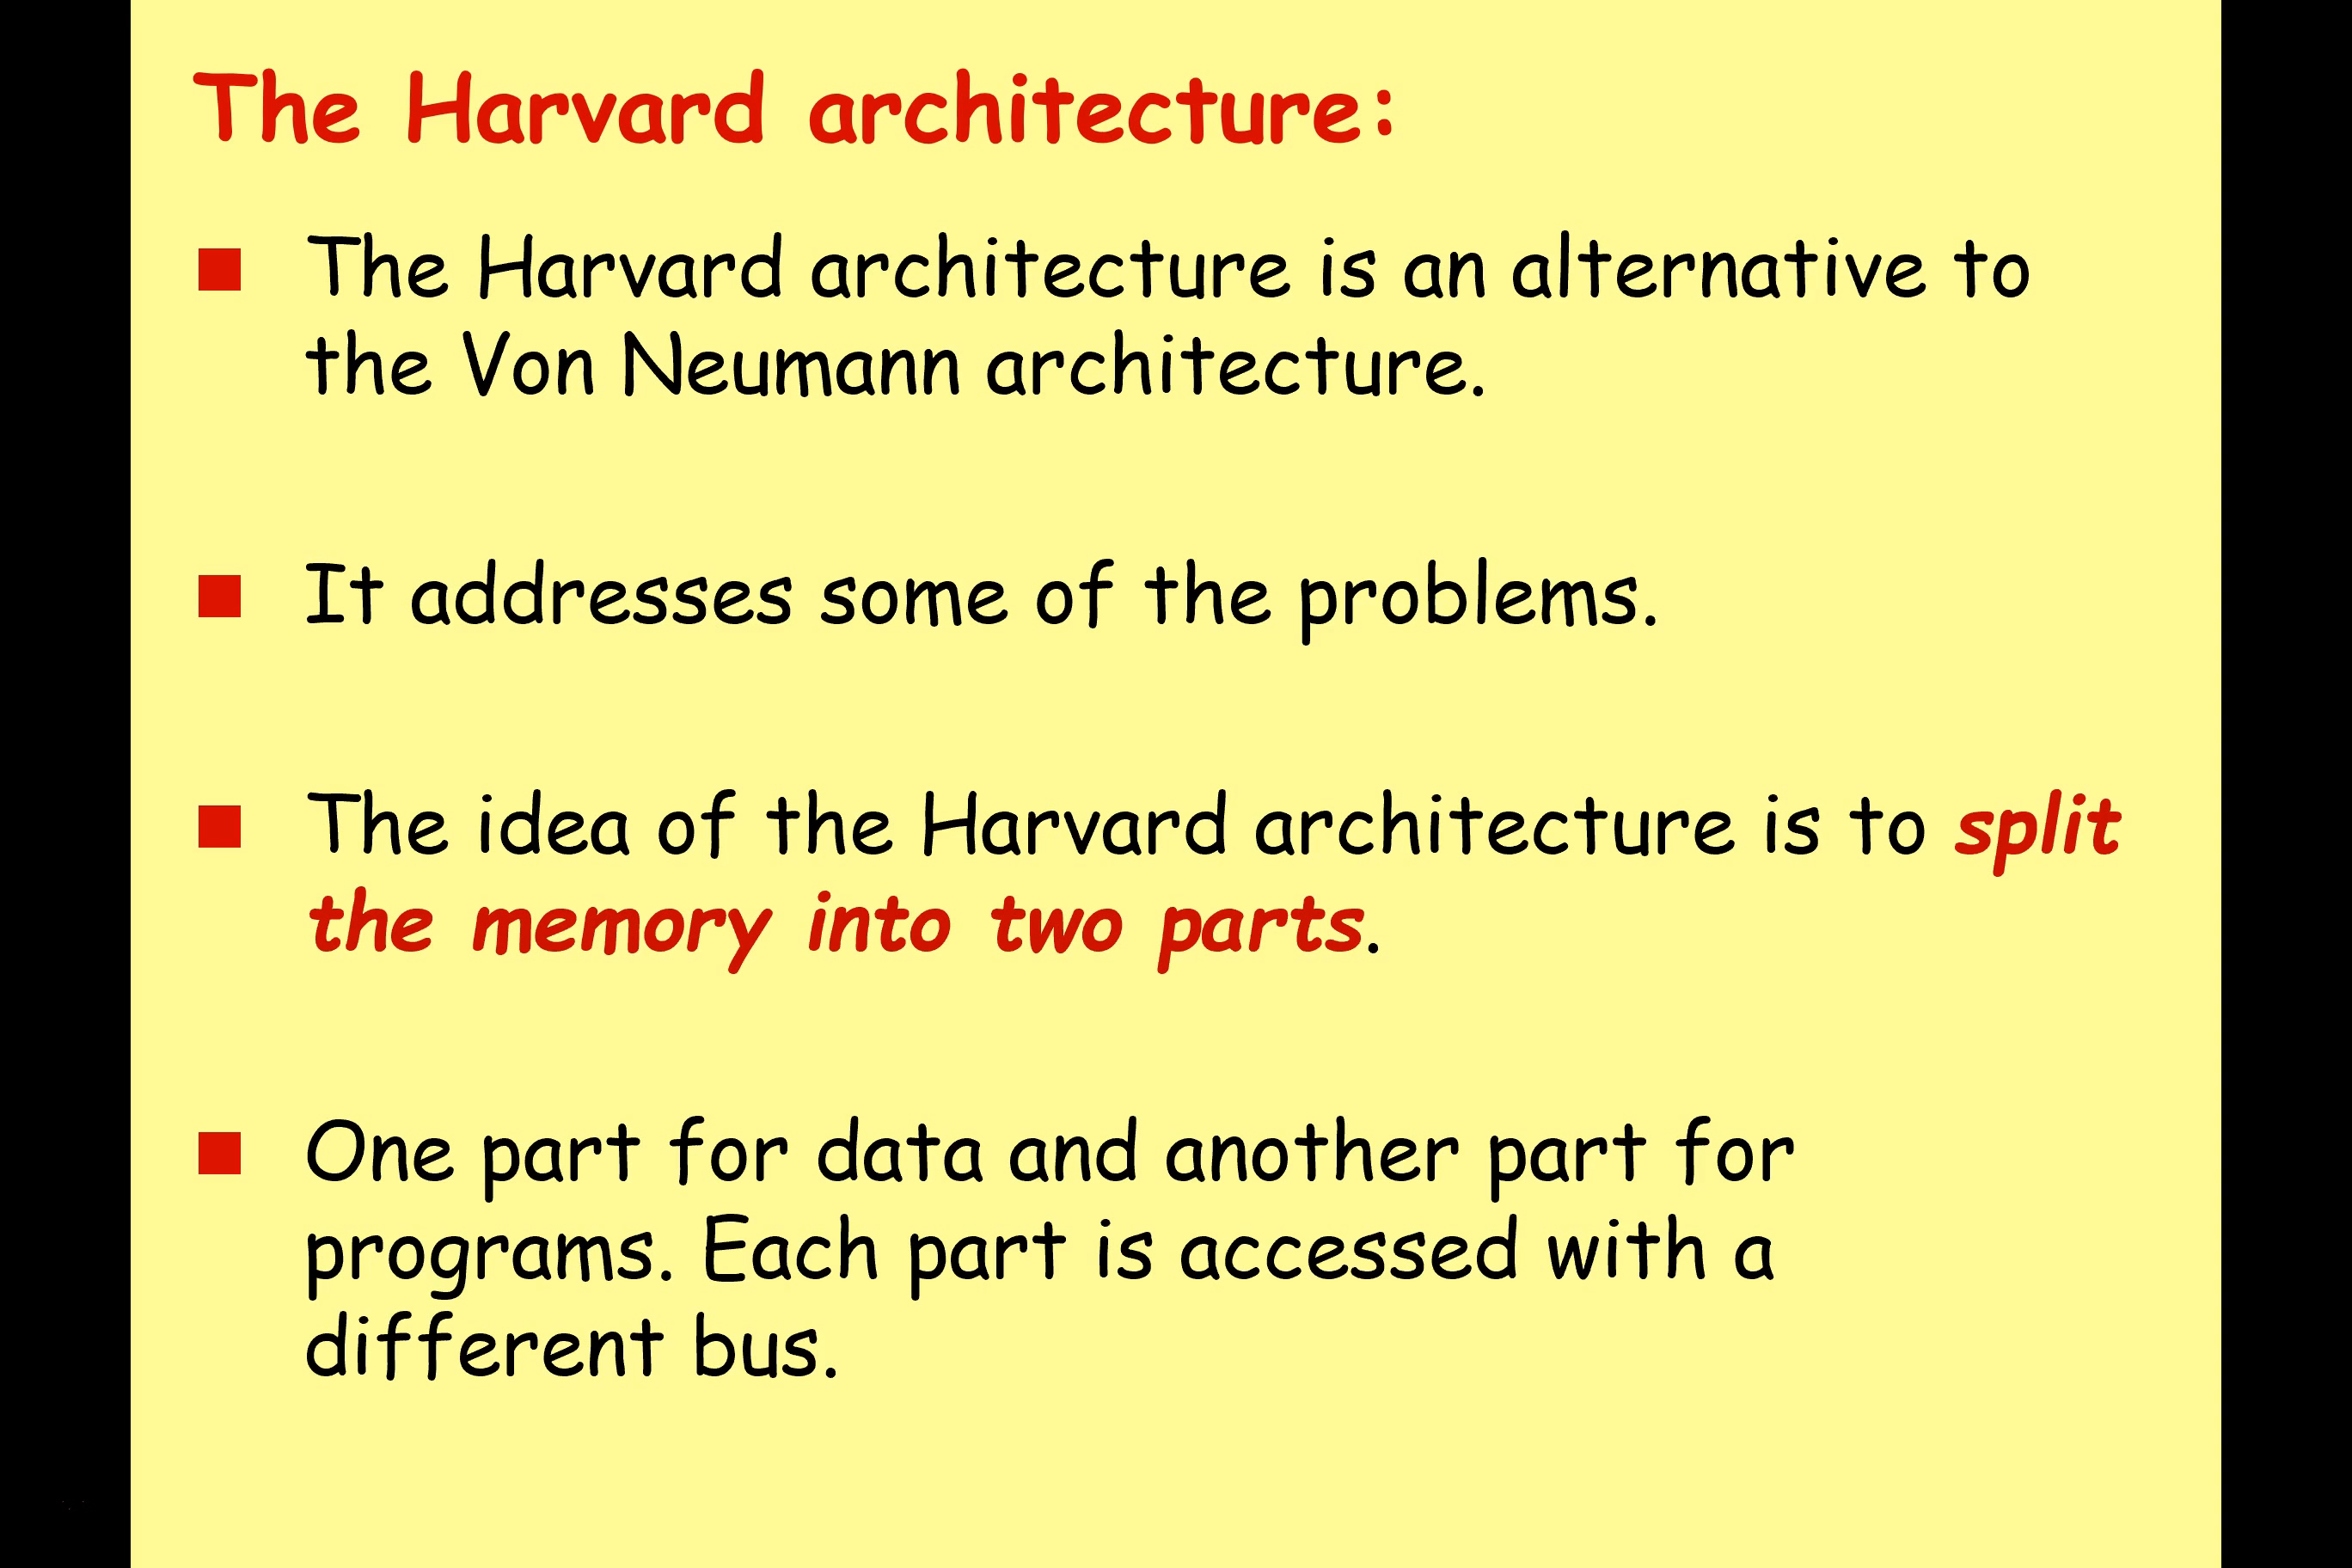 The Harvard architecture:
The Harvard architecture is an alternative to
the Von Neumann architecture.
It addresses some of the problems.
The idea of the Harvard architecture is to split
the memory into two parts.
One part for data and another part for
programs. Each part is accessed with a
different bus.